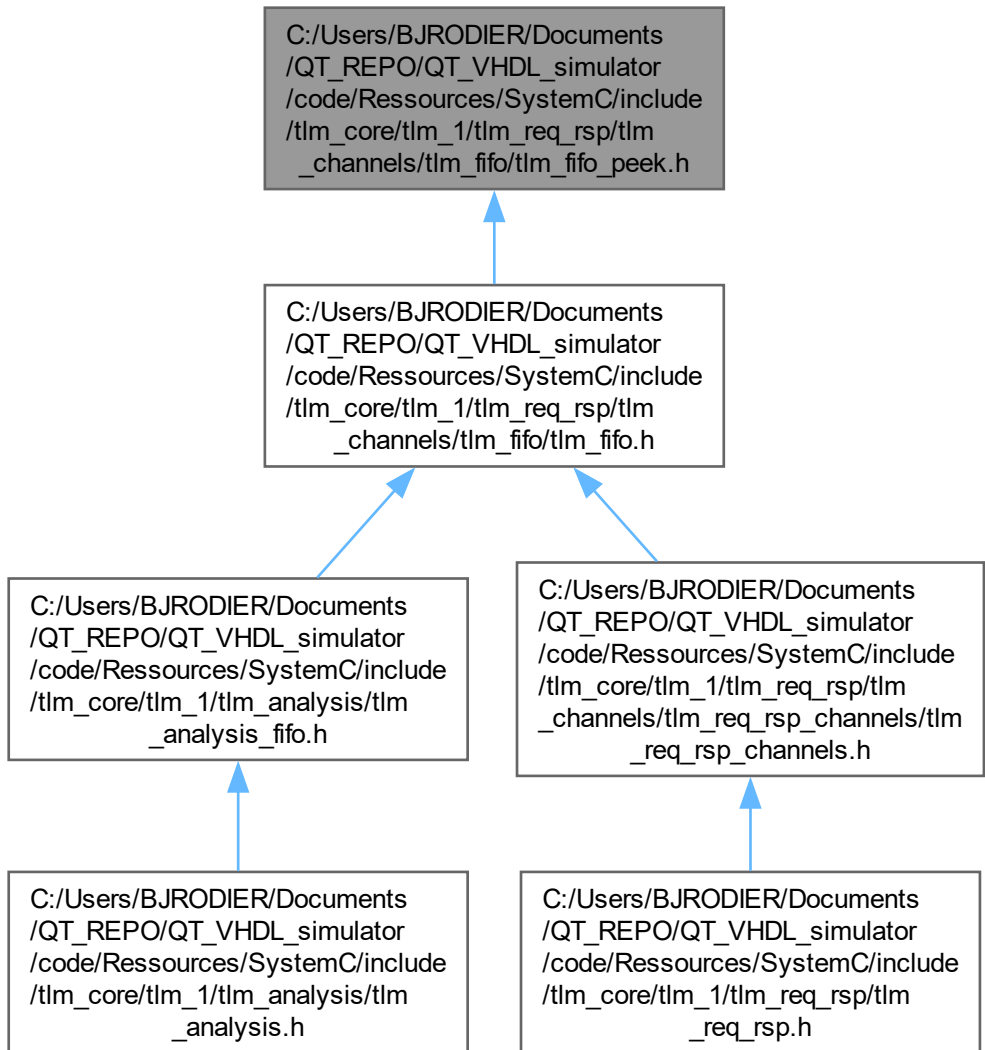 C:/Users/BJRODIER/Documents
/QT_REPO/QT_VHDL_simulator
/code/Ressources/SystemC/include
/tlm_core/tlm_1/tlm_req_rsp/tlm
_channels/tlm_fifo/tlm_fifo_peek.h
C:/Users/BJRODIER/Documents
/QT_REPO/QT_VHDL_simulator
/code/Ressources/SystemC/include
/tlm_core/tlm_1/tlm_req_rsp/tlm
_channels/tlm_fifo/tlm_fifo.h
C:/Users/BJRODIER/Documents
/QT_REPO/QT_VHDL_simulator
/code/Ressources/SystemC/include
/tlm_core/tlm_1/tlm_analysis/tlm
_analysis_fifo.h
C:/Users/BJRODIER/Documents
/QT_REPO/QT_VHDL_simulator
/code/Ressources/SystemC/include
/tlm_core/tlm_1/tlm_req_rsp/tlm
_channels/tlm_req_rsp_channels/tlm
_req_rsp_channels.h
C:/Users/BJRODIER/Documents
/QT_REPO/QT_VHDL_simulator
/code/Ressources/SystemC/include
/tlm_core/tlm_1/tlm_analysis/tlm
_analysis.h
C:/Users/BJRODIER/Documents
/QT_REPO/QT_VHDL_simulator
/code/Ressources/SystemC/include
/tlm_core/tlm_1/tlm_req_rsp/tlm
_req_rsp.h